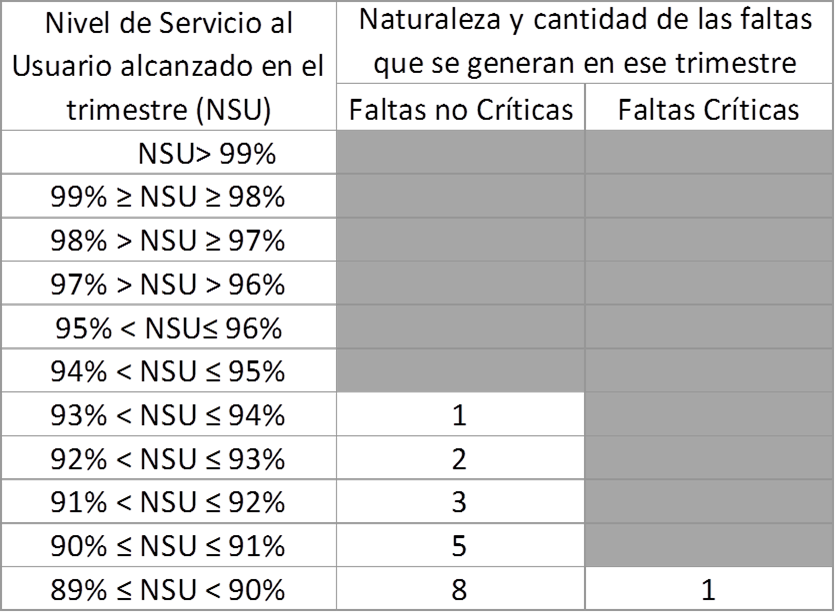 Nivel de Servicio al
Usuario alcanzado en el
trimestre (NSU)
Naturaleza y cantidad de las faltas
que se generan en ese trimestre
Faltas no Críticas
Faltas Críticas
NSU> 99%
99% ≥ NSU ≥ 98%
98% > NSU ≥ 97%
97% > NSU > 96%
95% < NSU≤ 96%
94% < NSU ≤ 95%
93% < NSU ≤ 94% 1
92% < NSU ≤ 93% 2
91% < NSU ≤ 92% 3
90% ≤ NSU ≤ 91% 5
89% ≤ NSU < 90% 8 1